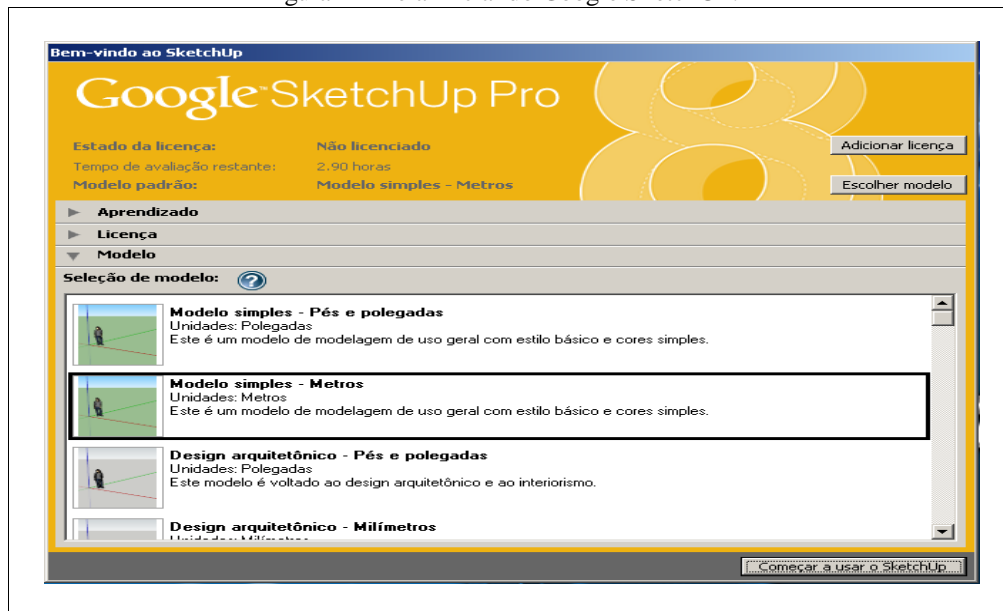 Bem-vindo ao SketchUp
Google SketchUp Pro
Estado da licença: Não licenciado Adicionar licença
Tempo de avaliação restante: 2.90 horas
Modelo padrão: Modelo simples - Metros Escolher modelo
Aprendizado
Licença
Modelo
Seleção de modelo:
Modelo simples - Pés e polegadas
Unidades: Polegadas
Este é um modelo de modelagem de uso geral com estilo básico e cores simples.
Modelo simples - Metros
Unidades: Metros
Este é um modelo de modelagem de uso geral com estilo básico e cores simples.
Design arquitetônico - Pés e polegadas
Unidades: Polegadas
Este modelo é voltado ao design arquitetônico e ao interiorismo.
Design arquitetônico - Milímetros
Começar a usar o SketchUp